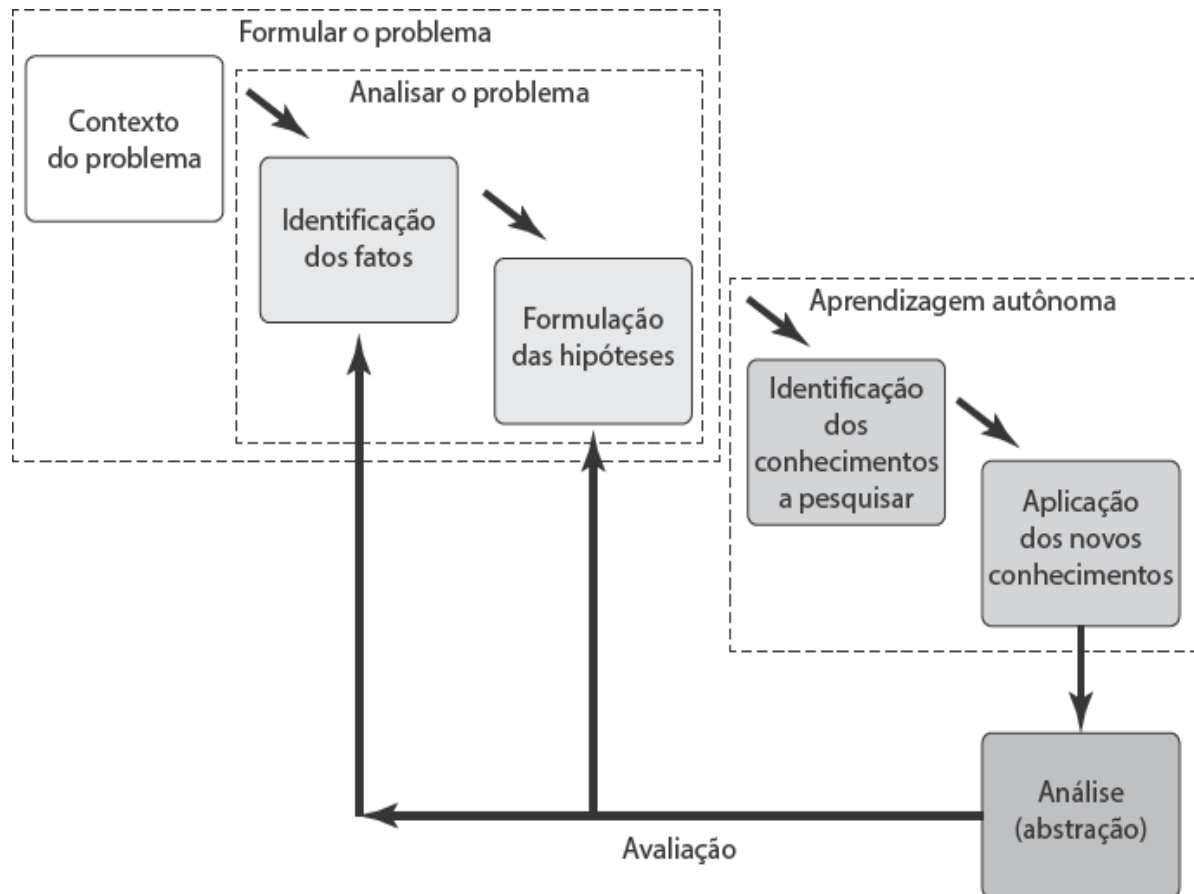 Formular o problema
Contexto
do problema
Analisar o problema
Identificação
dos fatos
Formulação
das hipóteses
Aprendizagem autônoma
Identificação
dos
conhecimentos
a pesquisar
Aplicação
dos novos
conhecimentos
Análise
(abstração)
Avaliação